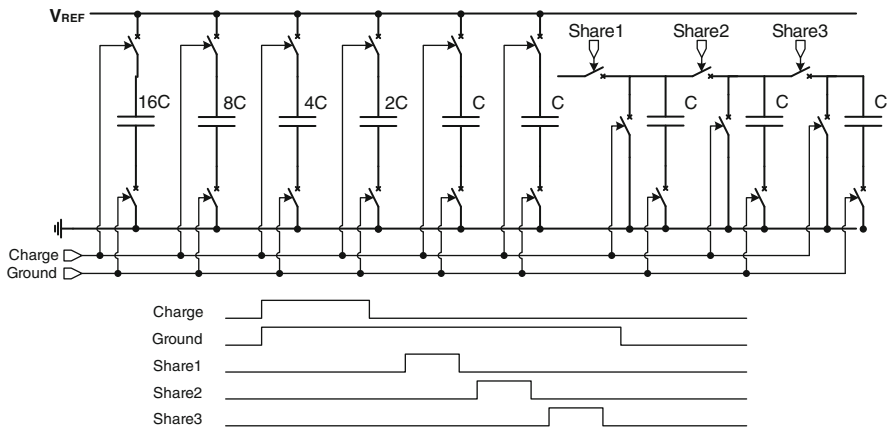 VREF
Share1 Share2 Share3
16C 8C 4C 2C C C C C C
Charge
Ground
Charge
Ground
Share1
Share2
Share3